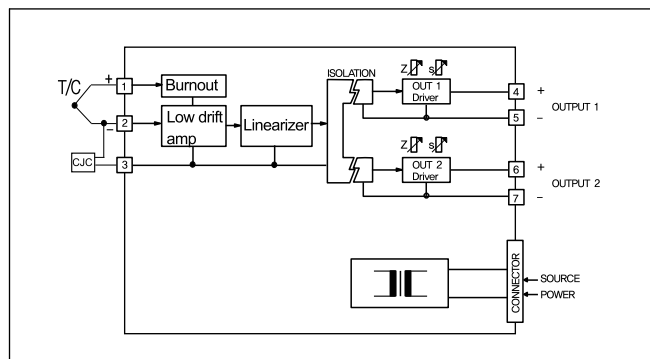 ISOLATION
T/C
+
1
Burnout
Z
S
OUT 1
Driver
4
+
OUTPUT 1
5
−
−
2
Low drift
amp
Linearizer
CJC
3
Z
S
OUT 2
Driver
6
+
OUTPUT 2
7
−
CONNECTOR
SOURCE
POWER